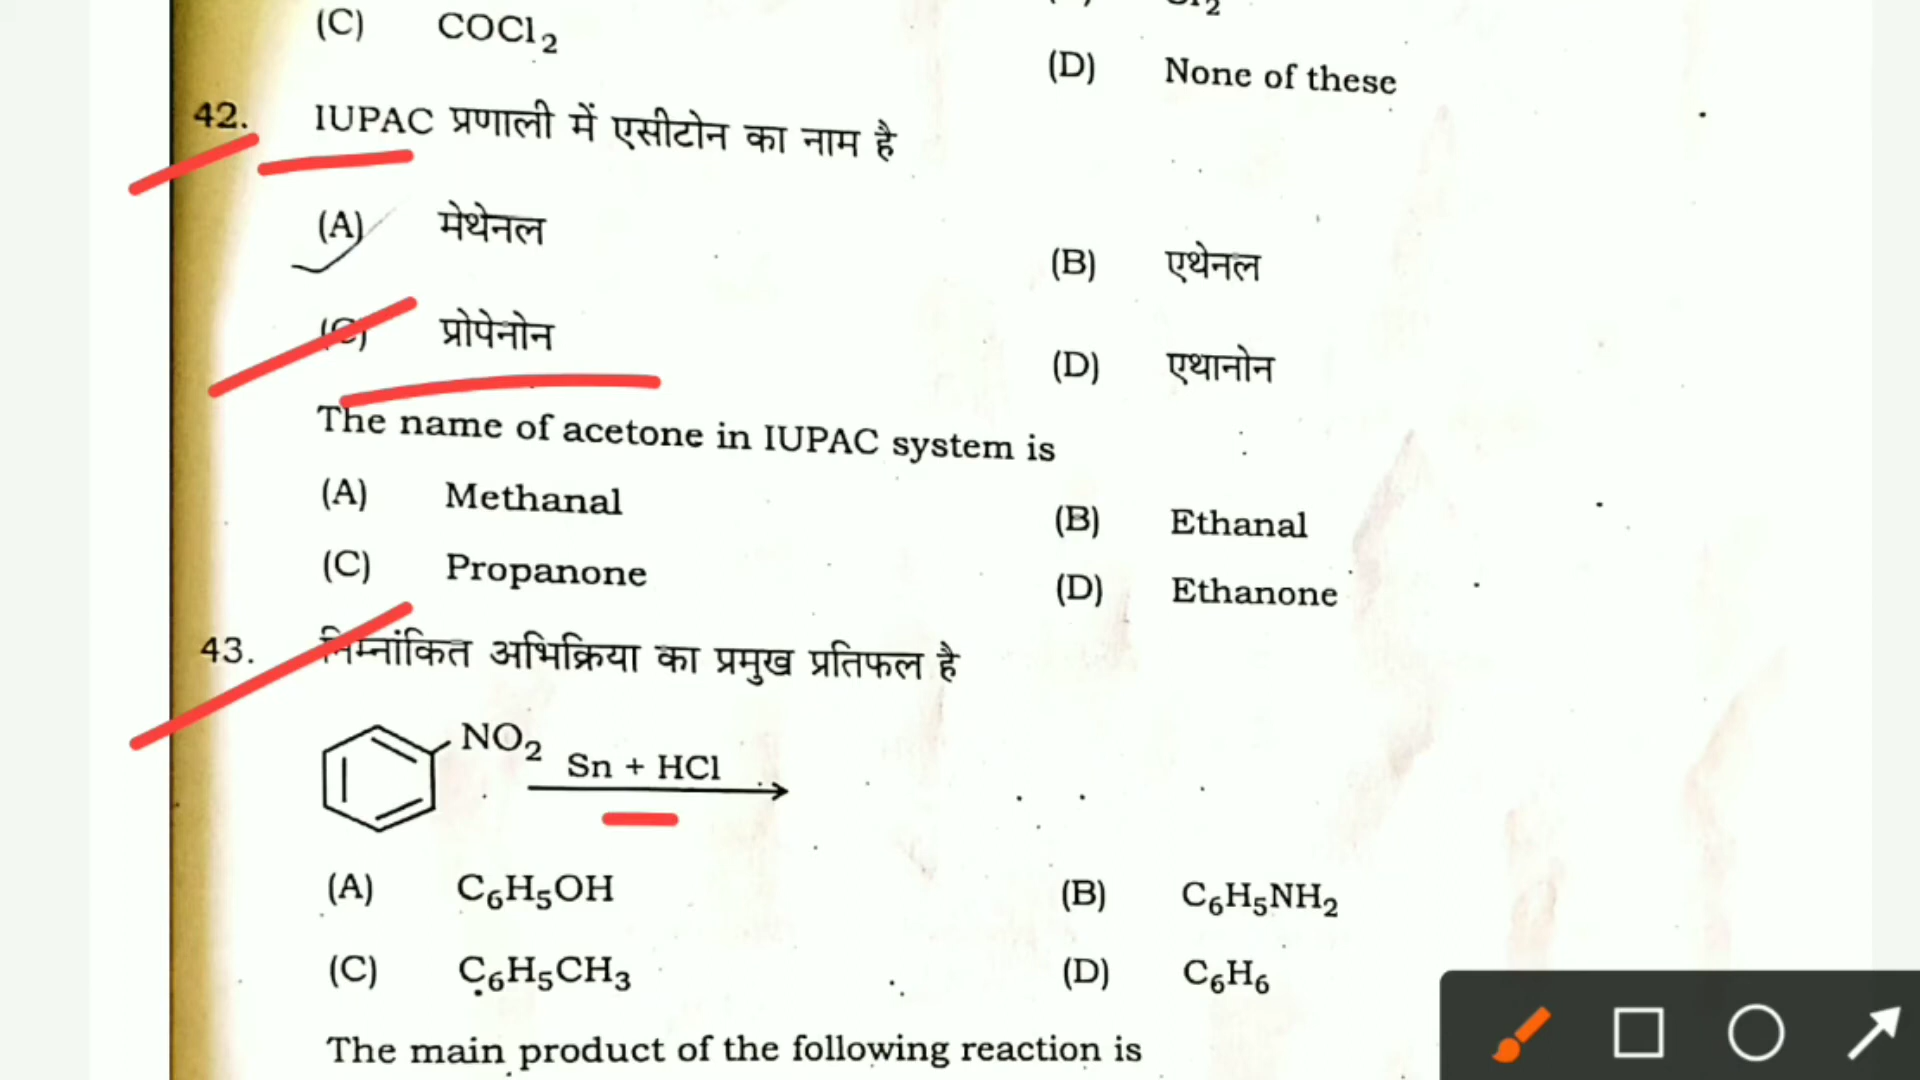 (C) COCl₂
(D) None of these
42. IUPAC प्रणाली में एसीटोन का नाम है
(A) मेथेनल
(B) एथेनल
(C) प्रोपेनोन
(D) एथानोन
The name of acetone in IUPAC system is
(A) Methanal
(B) Ethanal
(C) Propanone
(D) Ethanone
43. निम्नांकित अभिक्रिया का प्रमुख प्रतिफल है
NO₂
Sn + HCl
(A) C₆H₅OH
(B) C₆H₅NH₂
(C) C₆H₅CH₃
(D) C₆H₆
The main product of the following reaction is